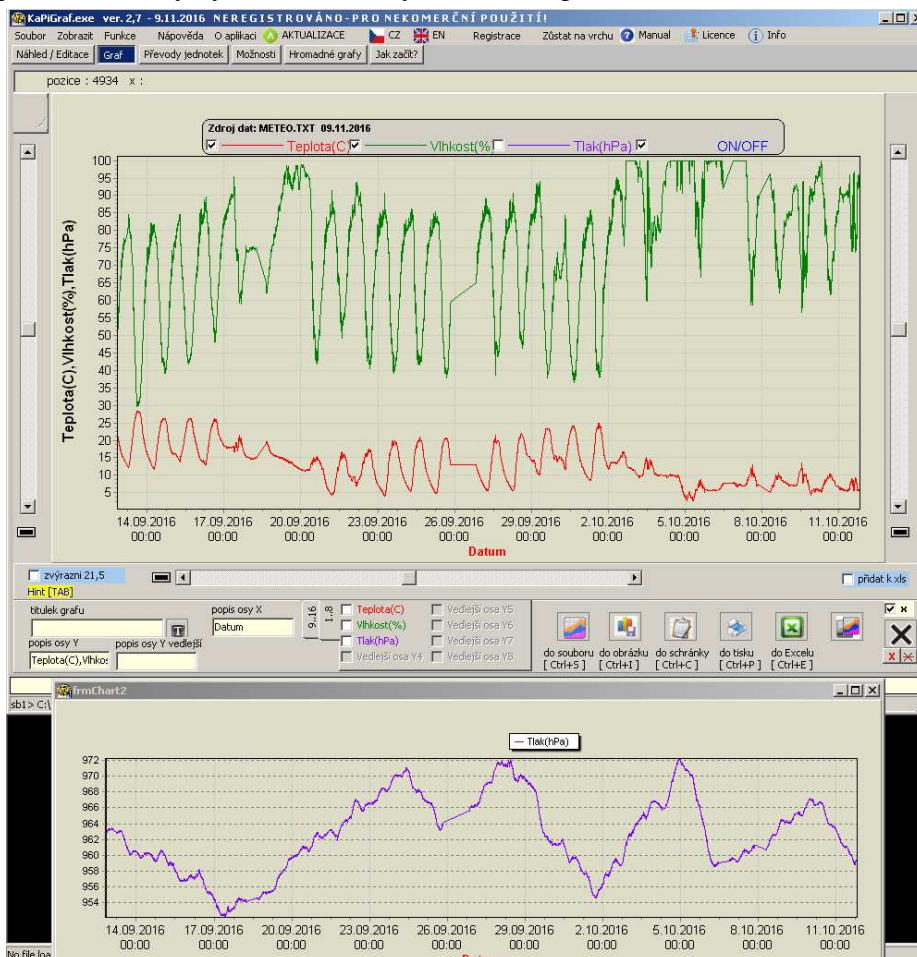 KaPiGraf.exe ver. 2,7 - 9.11.2016 N E R E G I S T R O V Á N O - P R O N E K O M E R Č N Í P O U Ž I T Í !
Soubor Zobrazit Funkce Nápověda O aplikaci AKTUALIZACE CZ EN Registrace Zůstat na vrchu Manual Licence Info
Náhled / Editace Graf Převody jednotek Možnosti Hromadné grafy Jak začít?
pozice : 4934 x :
Zdroj dat: METEO.TXT 09.11.2016
Teplota(C) Vlhkost(%) Tlak(hPa) ON/OFF
Teplota(C),Vlhkost(%),Tlak(hPa)
100
95
90
85
80
75
70
65
60
55
50
45
40
35
30
25
20
15
10
5
14.09.2016 17.09.2016 20.09.2016 23.09.2016 26.09.2016 29.09.2016 2.10.2016 5.10.2016 8.10.2016 11.10.2016
00:00 00:00 00:00 00:00 00:00 00:00 00:00 00:00 00:00 00:00
Datum
zvýrazni 21,5
přidat k xls
Hint [TAB]
titulek grafu
popis osy X
Datum
popis osy Y popis osy Y vedlejší
Teplota(C),Vlhkos
9..16
1..8
Teplota(C) Vedlejší osa Y5
Vlhkost(%) Vedlejší osa Y6
Tlak(hPa) Vedlejší osa Y7
Vedlejší osa Y4 Vedlejší osa Y8
do souboru do obrázku do schránky do tisku do Excelu
[ Ctrl+S ] [ Ctrl+I ] [ Ctrl+C ] [ Ctrl+P ] [ Ctrl+E ]
x
sb1> C:\
frmChart2
Tlak(hPa)
972
970
968
966
964
962
960
958
956
954
14.09.2016 17.09.2016 20.09.2016 23.09.2016 26.09.2016 29.09.2016 2.10.2016 5.10.2016 8.10.2016 11.10.2016
00:00 00:00 00:00 00:00 00:00 00:00 00:00 00:00 00:00 00:00
No file loa